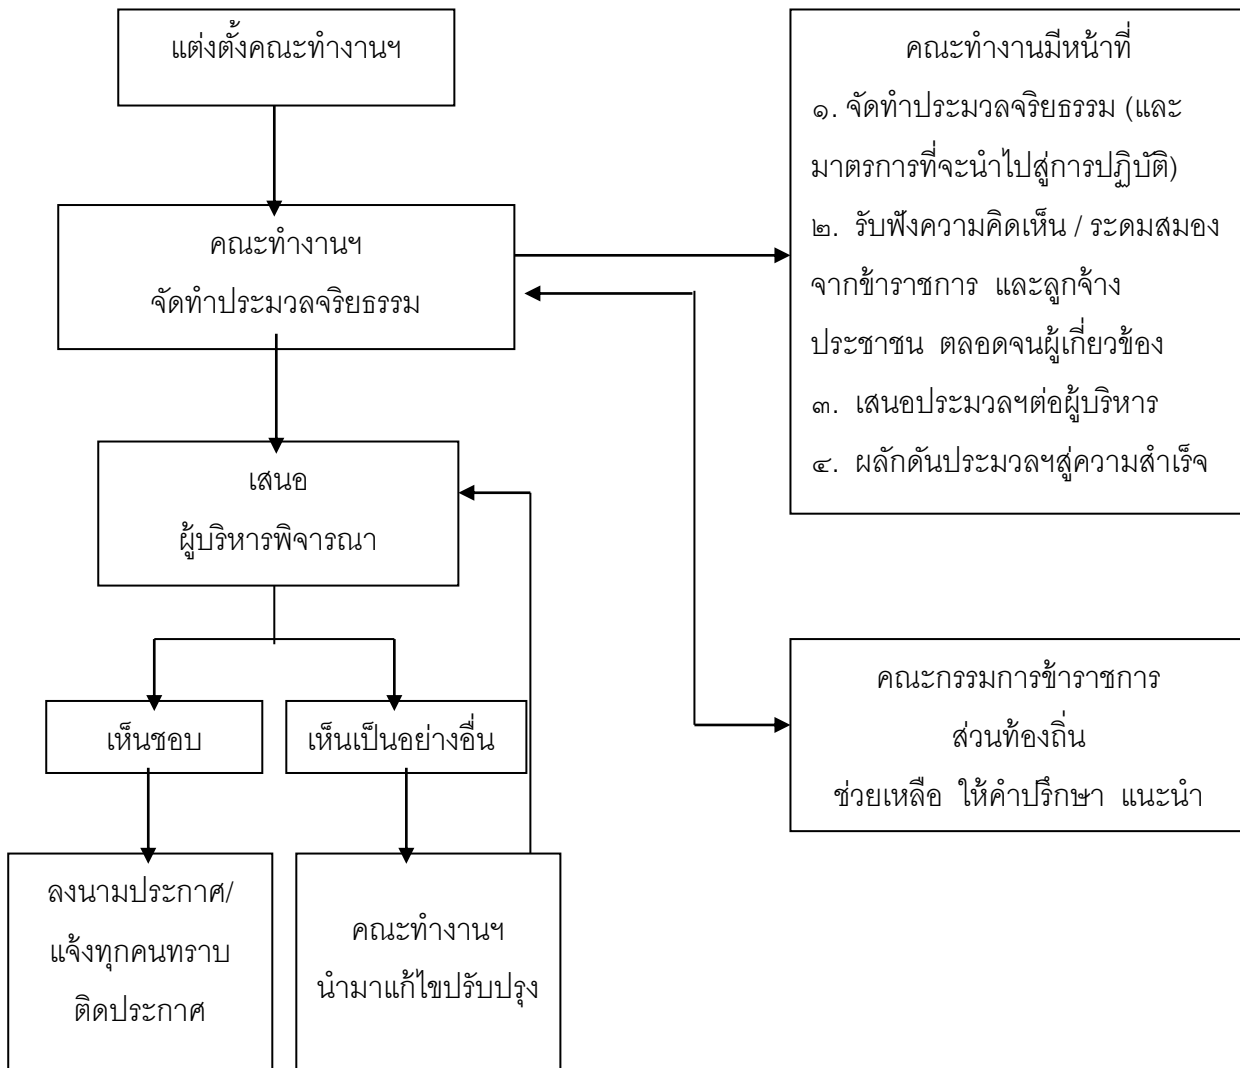 แต่งตั้งคณะทำงานฯ
คณะทำงานฯ
จัดทำประมวลจริยธรรม
เสนอ
ผู้บริหารพิจารณา
เห็นชอบ
เห็นเป็นอย่างอื่น
ลงนามประกาศ/
แจ้งทุกคนทราบ
ติดประกาศ
คณะทำงานฯ
นำมาแก้ไขปรับปรุง
คณะทำงานมีหน้าที่
๑. จัดทำประมวลจริยธรรม (และ
มาตรการที่จะนำไปสู่การปฏิบัติ)
๒. รับฟังความคิดเห็น / ระดมสมอง
จากข้าราชการ และลูกจ้าง
ประชาชน ตลอดจนผู้เกี่ยวข้อง
๓. เสนอประมวลฯต่อผู้บริหาร
๔. ผลักดันประมวลฯสู่ความสำเร็จ
คณะกรรมการข้าราชการ
ส่วนท้องถิ่น
ช่วยเหลือ ให้คำปรึกษา แนะนำ